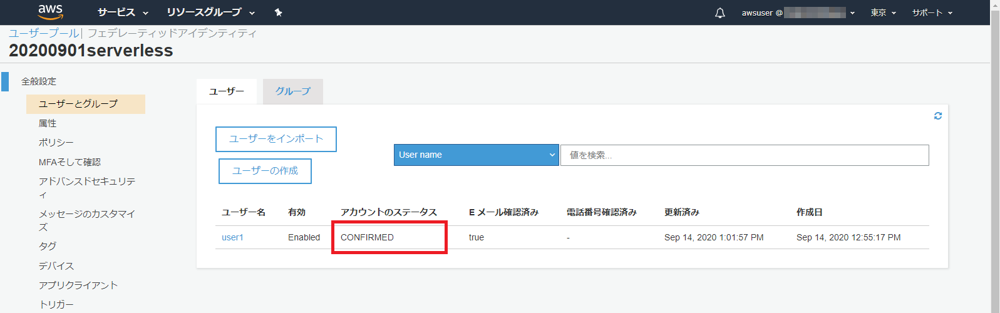 aws サービス リソースグループ awsuser @ 東京 サポート
ユーザープール| フェデレーティッドアイデンティティ
20200901serverless
全般設定
ユーザーとグループ
属性
ポリシー
MFAそして確認
アドバンスドセキュリテ
ィ
メッセージのカスタマイ
ズ
タグ
デバイス
アプリクライアント
トリガー
ユーザー グループ
ユーザーをインポート
ユーザーの作成
User name 値を検索...
ユーザー名 有効 アカウントのステータス E メール確認済み 電話番号確認済み 更新済み 作成日
user1 Enabled CONFIRMED true - Sep 14, 2020 1:01:57 PM Sep 14, 2020 12:55:17 PM